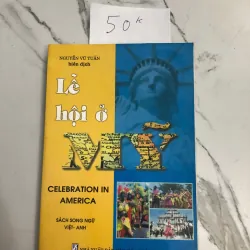 50k
NGUYỄN VŨ TUẤN
biên dịch
Lễ
hội ở
MỸ
CELEBRATION IN
AMERICA
SÁCH SONG NGỮ
VIỆT - ANH